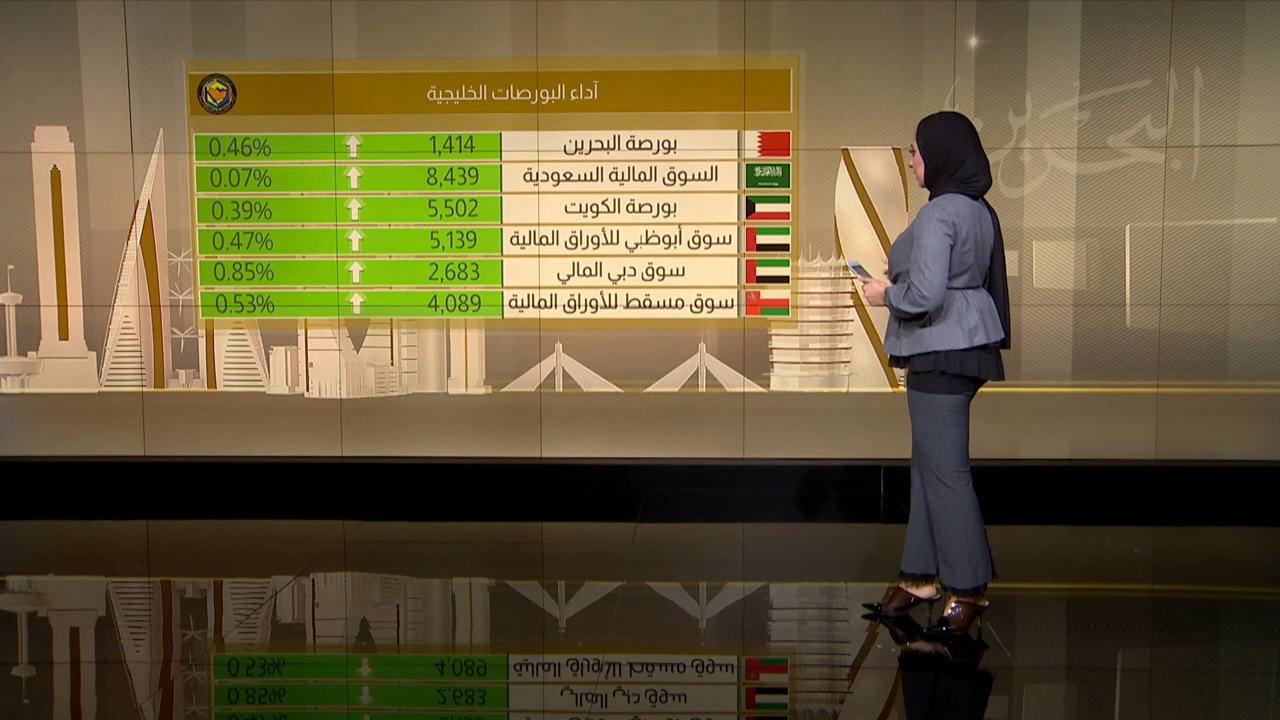 آداء البورصات الخليجية
بورصة البحرين 1,414 0.46%
السوق المالية السعودية 8,439 0.07%
بورصة الكويت 5,502 0.39%
سوق أبوظبي للأوراق المالية 5,139 0.47%
سوق دبي المالي 2,683 0.85%
سوق مسقط للأوراق المالية 4,089 0.53%
البحرين